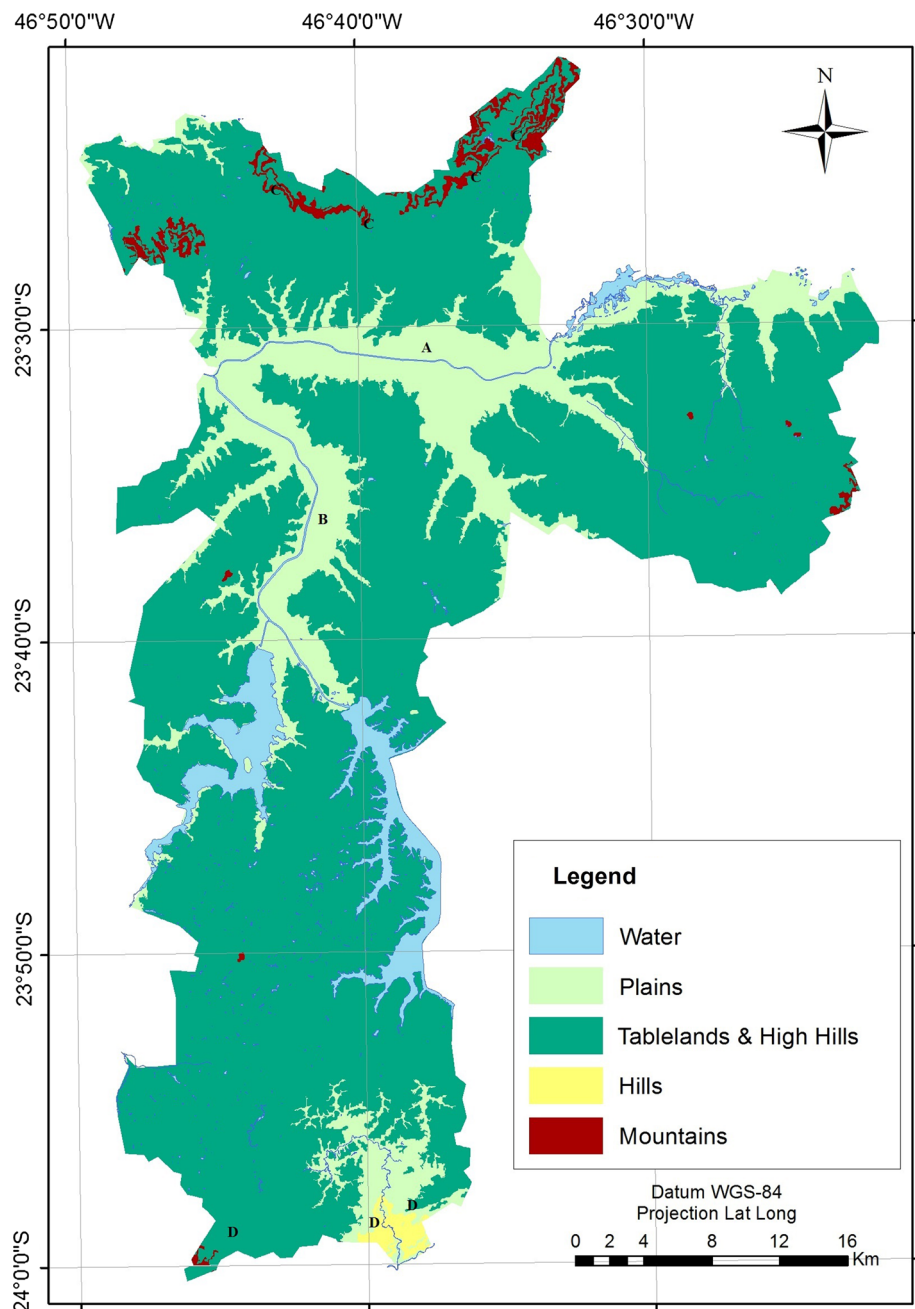 46°50'0"W 46°40'0"W 46°30'0"W
N
C
C
C
C
23°30'0"S
A
B
23°40'0"S
Legend
Water
23°50'0"S
Plains
Tablelands & High Hills
Hills
Mountains
Datum WGS-84
Projection Lat Long
D
D
D
0 2 4 8 12 16
Km
24°0'0"S